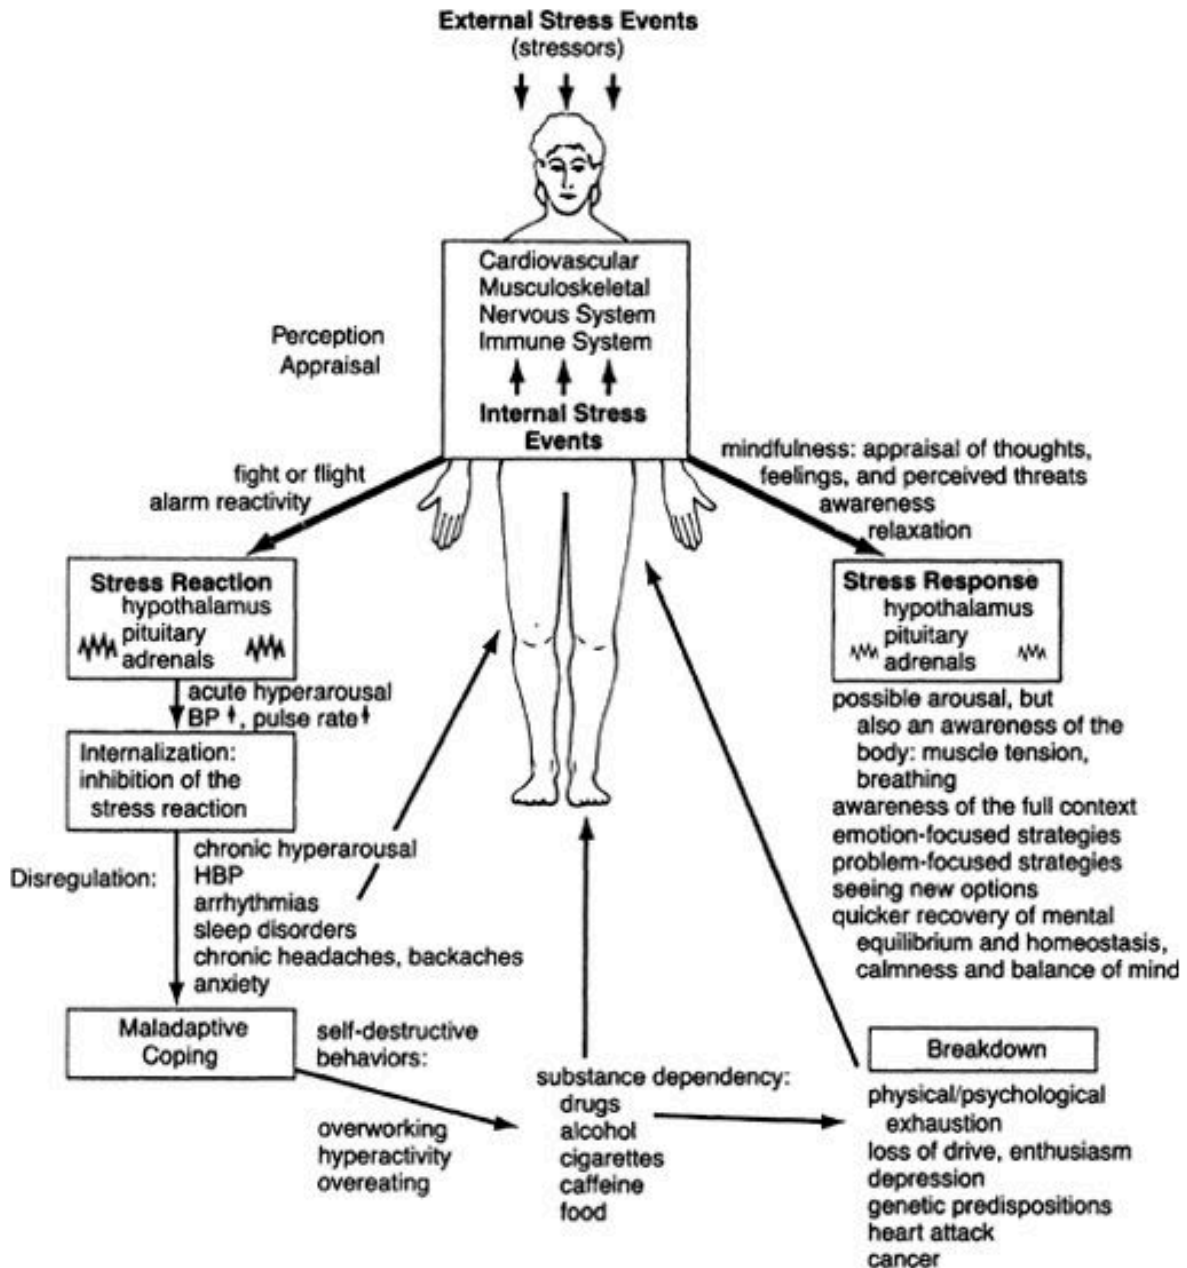 External Stress Events
(stressors)
Cardiovascular
Musculoskeletal
Nervous System
Immune System
Internal Stress
Events
Perception
Appraisal
fight or flight
alarm reactivity
mindfulness: appraisal of thoughts,
feelings, and perceived threats
awareness
relaxation
Stress Reaction
hypothalamus
pituitary
adrenals
acute hyperarousal
BP ↑, pulse rate ↑
Internalization:
inhibition of the
stress reaction
Disregulation:
chronic hyperarousal
HBP
arrhythmias
sleep disorders
chronic headaches, backaches
anxiety
Maladaptive
Coping
self-destructive
behaviors:
overworking
hyperactivity
overeating
substance dependency:
drugs
alcohol
cigarettes
caffeine
food
Stress Response
hypothalamus
pituitary
adrenals
possible arousal, but
also an awareness of the
body: muscle tension,
breathing
awareness of the full context
emotion-focused strategies
problem-focused strategies
seeing new options
quicker recovery of mental
equilibrium and homeostasis,
calmness and balance of mind
Breakdown
physical/psychological
exhaustion
loss of drive, enthusiasm
depression
genetic predispositions
heart attack
cancer